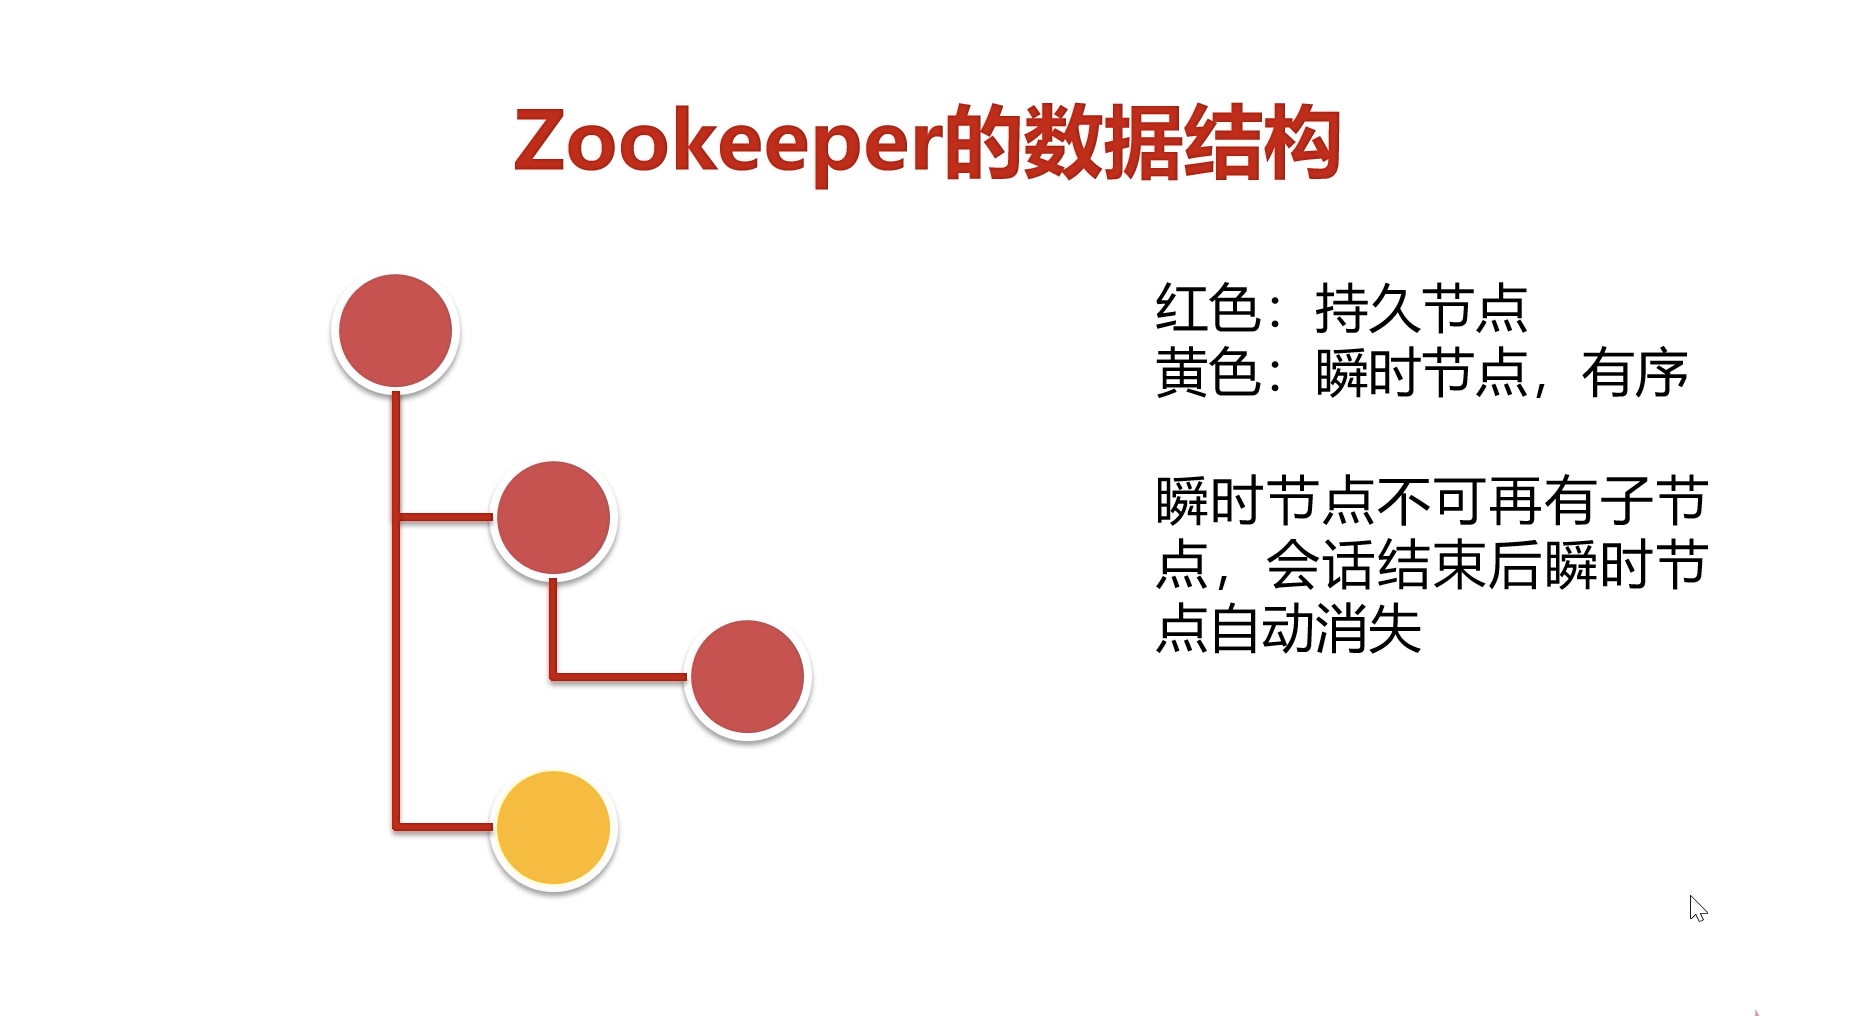 Zookeeper的数据结构
红色：持久节点
黄色：瞬时节点，有序
瞬时节点不可再有子节
点，会话结束后瞬时节
点自动消失